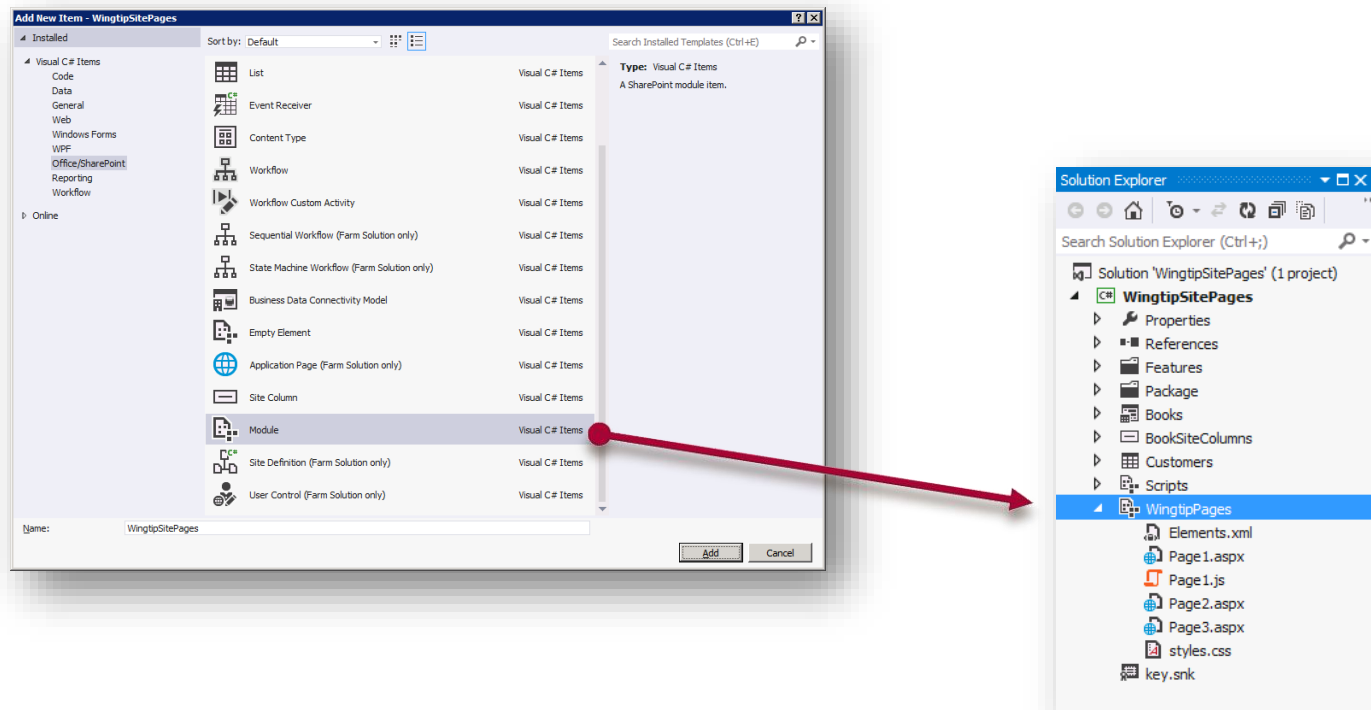 Add New Item - WingtipSitePages
Installed
Sort by: Default
Search Installed Templates (Ctrl+E)
Visual C# Items
Code
Data
General
Web
Windows Forms
WPF
Office/SharePoint
Reporting
Workflow
Online
List Visual C# Items
Event Receiver Visual C# Items
Content Type Visual C# Items
Workflow Visual C# Items
Workflow Custom Activity Visual C# Items
Sequential Workflow (Farm Solution only) Visual C# Items
State Machine Workflow (Farm Solution only) Visual C# Items
Business Data Connectivity Model Visual C# Items
Empty Element Visual C# Items
Application Page (Farm Solution only) Visual C# Items
Site Column Visual C# Items
Module Visual C# Items
Site Definition (Farm Solution only) Visual C# Items
User Control (Farm Solution only) Visual C# Items
Type: Visual C# Items
A SharePoint module item.
Name: WingtipSitePages
Add Cancel
Solution Explorer
Search Solution Explorer (Ctrl+;)
Solution 'WingtipSitePages' (1 project)
C# WingtipSitePages
Properties
References
Features
Package
Books
BookSiteColumns
Customers
Scripts
WingtipPages
Elements.xml
Page1.aspx
Page1.js
Page2.aspx
Page3.aspx
styles.css
key.snk